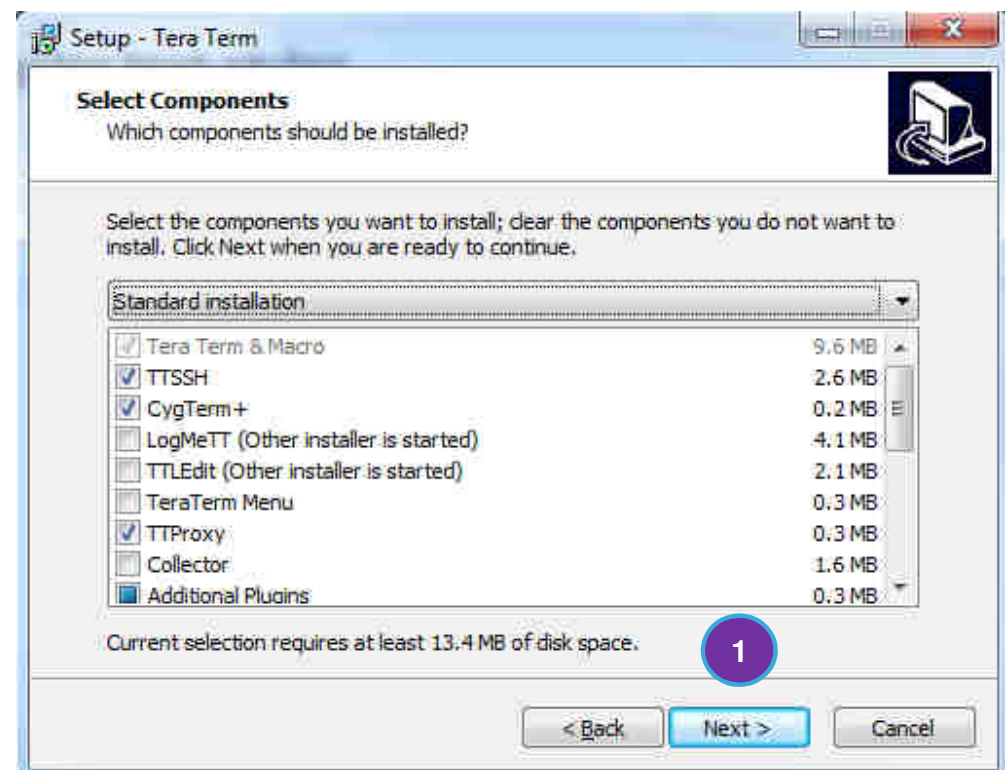 Setup - Tera Term
Select Components
Which components should be installed?
Select the components you want to install; clear the components you do not want to
install. Click Next when you are ready to continue.
Standard installation
Tera Term & Macro 9.6 MB
TTSSH 2.6 MB
CygTerm+ 0.2 MB
LogMeTT (Other installer is started) 4.1 MB
TTLEdit (Other installer is started) 2.1 MB
TeraTerm Menu 0.3 MB
TTProxy 0.3 MB
Collector 1.6 MB
Additional Plugins 0.3 MB
Current selection requires at least 13.4 MB of disk space.
1
< Back Next > Cancel